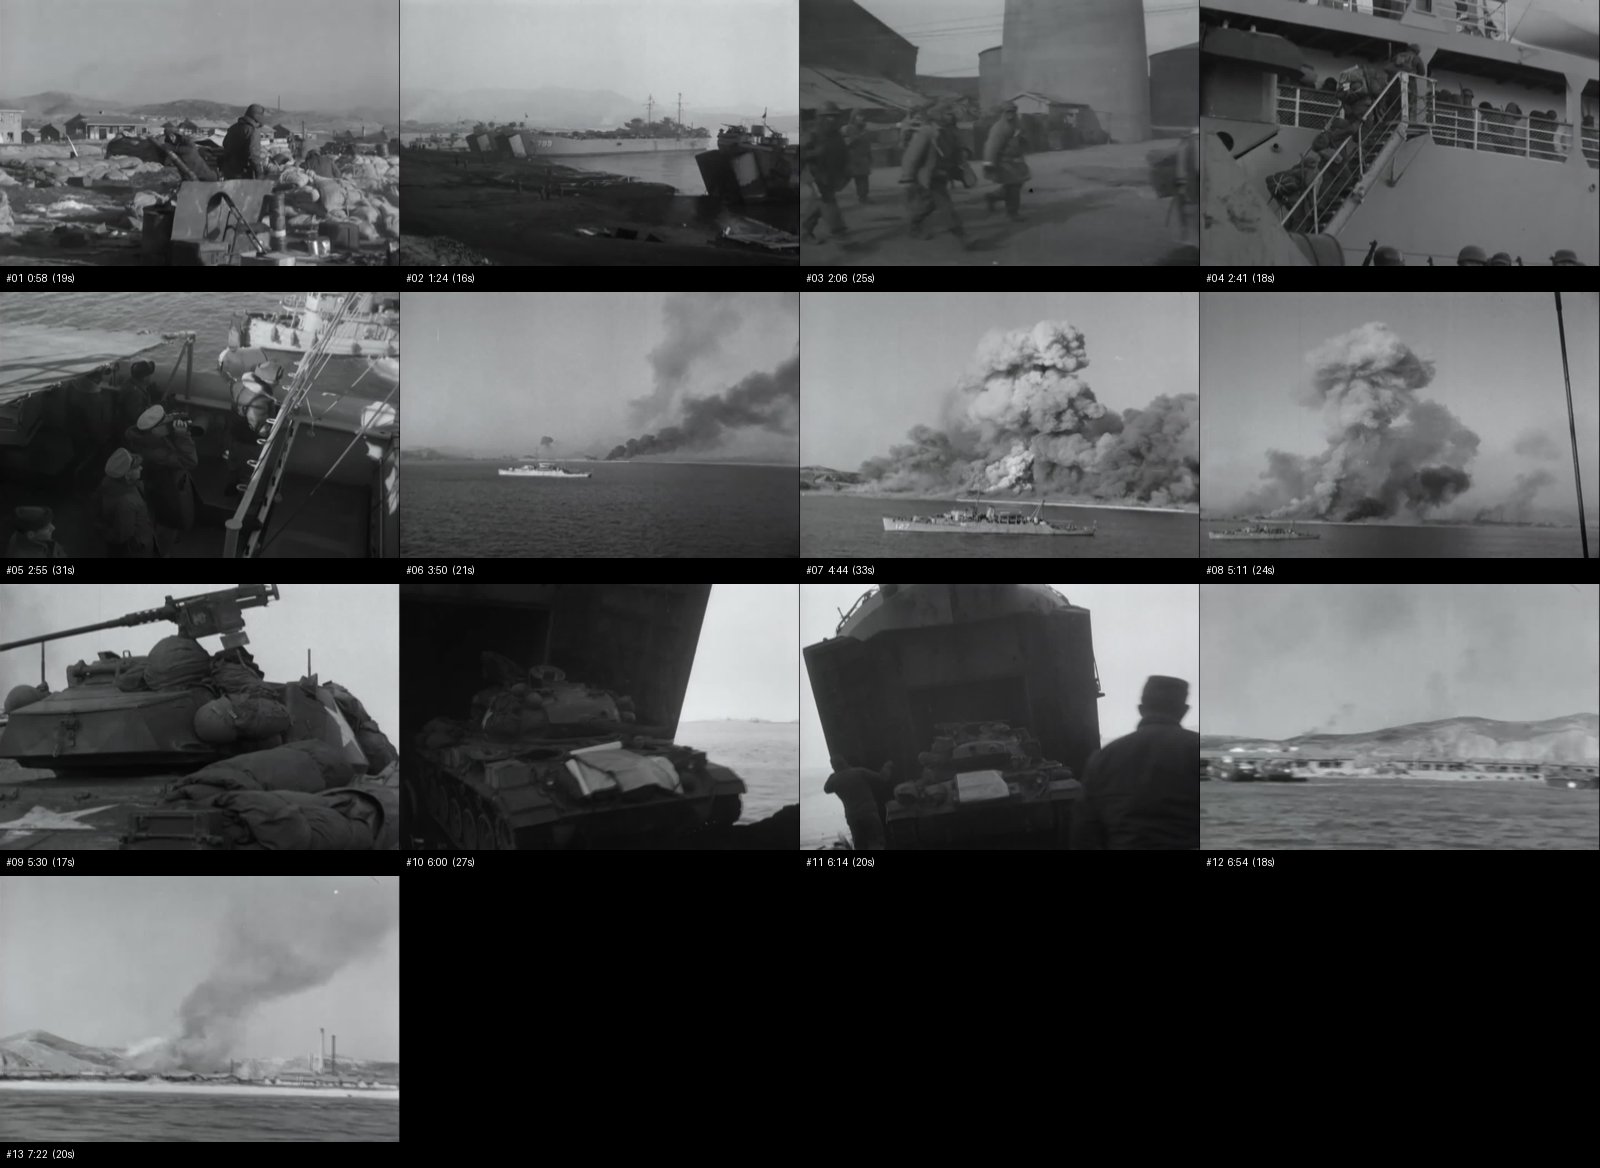 #01 0:58 (19s)
#02 1:24 (16s)
#03 2:06 (25s)
#04 2:41 (18s)
799
#05 2:55 (31s)
#06 3:50 (21s)
#07 4:44 (33s)
#08 5:11 (24s)
#09 5:30 (17s)
#10 6:00 (27s)
#11 6:14 (20s)
#12 6:54 (18s)
#13 7:22 (20s)